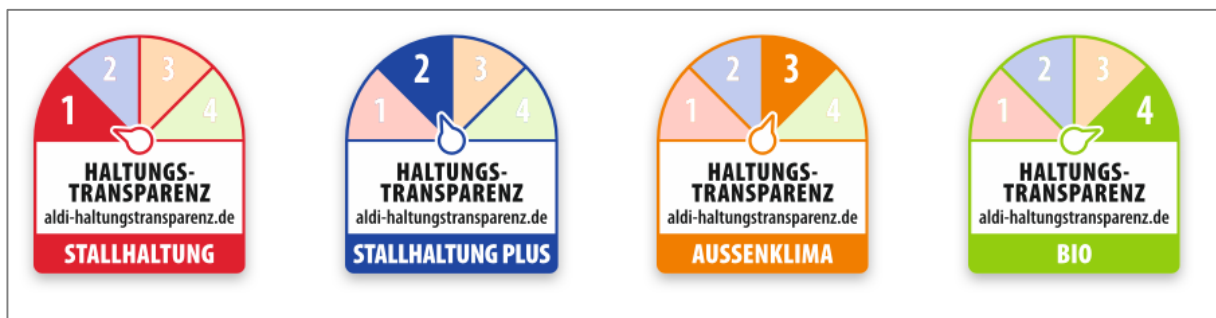 1 2 3 4
HALTUNGS-
TRANSPARENZ
aldi-haltungstransparenz.de
STALLHALTUNG
1 2 3 4
HALTUNGS-
TRANSPARENZ
aldi-haltungstransparenz.de
STALLHALTUNG PLUS
1 2 3 4
HALTUNGS-
TRANSPARENZ
aldi-haltungstransparenz.de
AUSSENKLIMA
1 2 3 4
HALTUNGS-
TRANSPARENZ
aldi-haltungstransparenz.de
BIO